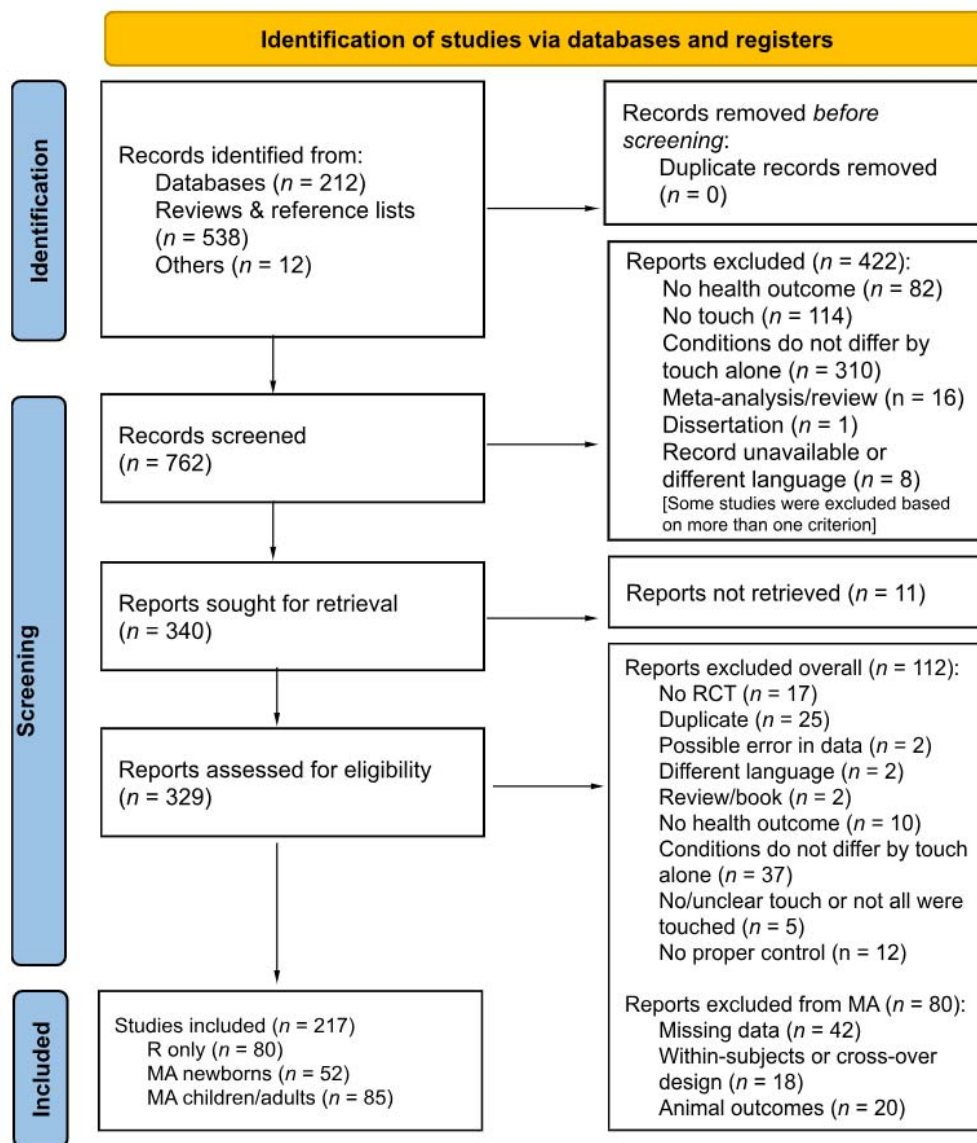 Identification of studies via databases and registers
Identification
Records identified from:
Databases (n = 212)
Reviews & reference lists
(n = 538)
Others (n = 12)
Records removed before
screening:
Duplicate records removed
(n = 0)
Reports excluded (n = 422):
No health outcome (n = 82)
No touch (n = 114)
Conditions do not differ by
touch alone (n = 310)
Meta-analysis/review (n = 16)
Dissertation (n = 1)
Record unavailable or
different language (n = 8)
[Some studies were excluded based
on more than one criterion]
Screening
Records screened
(n = 762)
Reports sought for retrieval
(n = 340)
Reports not retrieved (n = 11)
Reports assessed for eligibility
(n = 329)
Reports excluded overall (n = 112):
No RCT (n = 17)
Duplicate (n = 25)
Possible error in data (n = 2)
Different language (n = 2)
Review/book (n = 2)
No health outcome (n = 10)
Conditions do not differ by touch
alone (n = 37)
No/unclear touch or not all were
touched (n = 5)
No proper control (n = 12)
Reports excluded from MA (n = 80):
Missing data (n = 42)
Within-subjects or cross-over
design (n = 18)
Animal outcomes (n = 20)
Included
Studies included (n = 217)
R only (n = 80)
MA newborns (n = 52)
MA children/adults (n = 85)